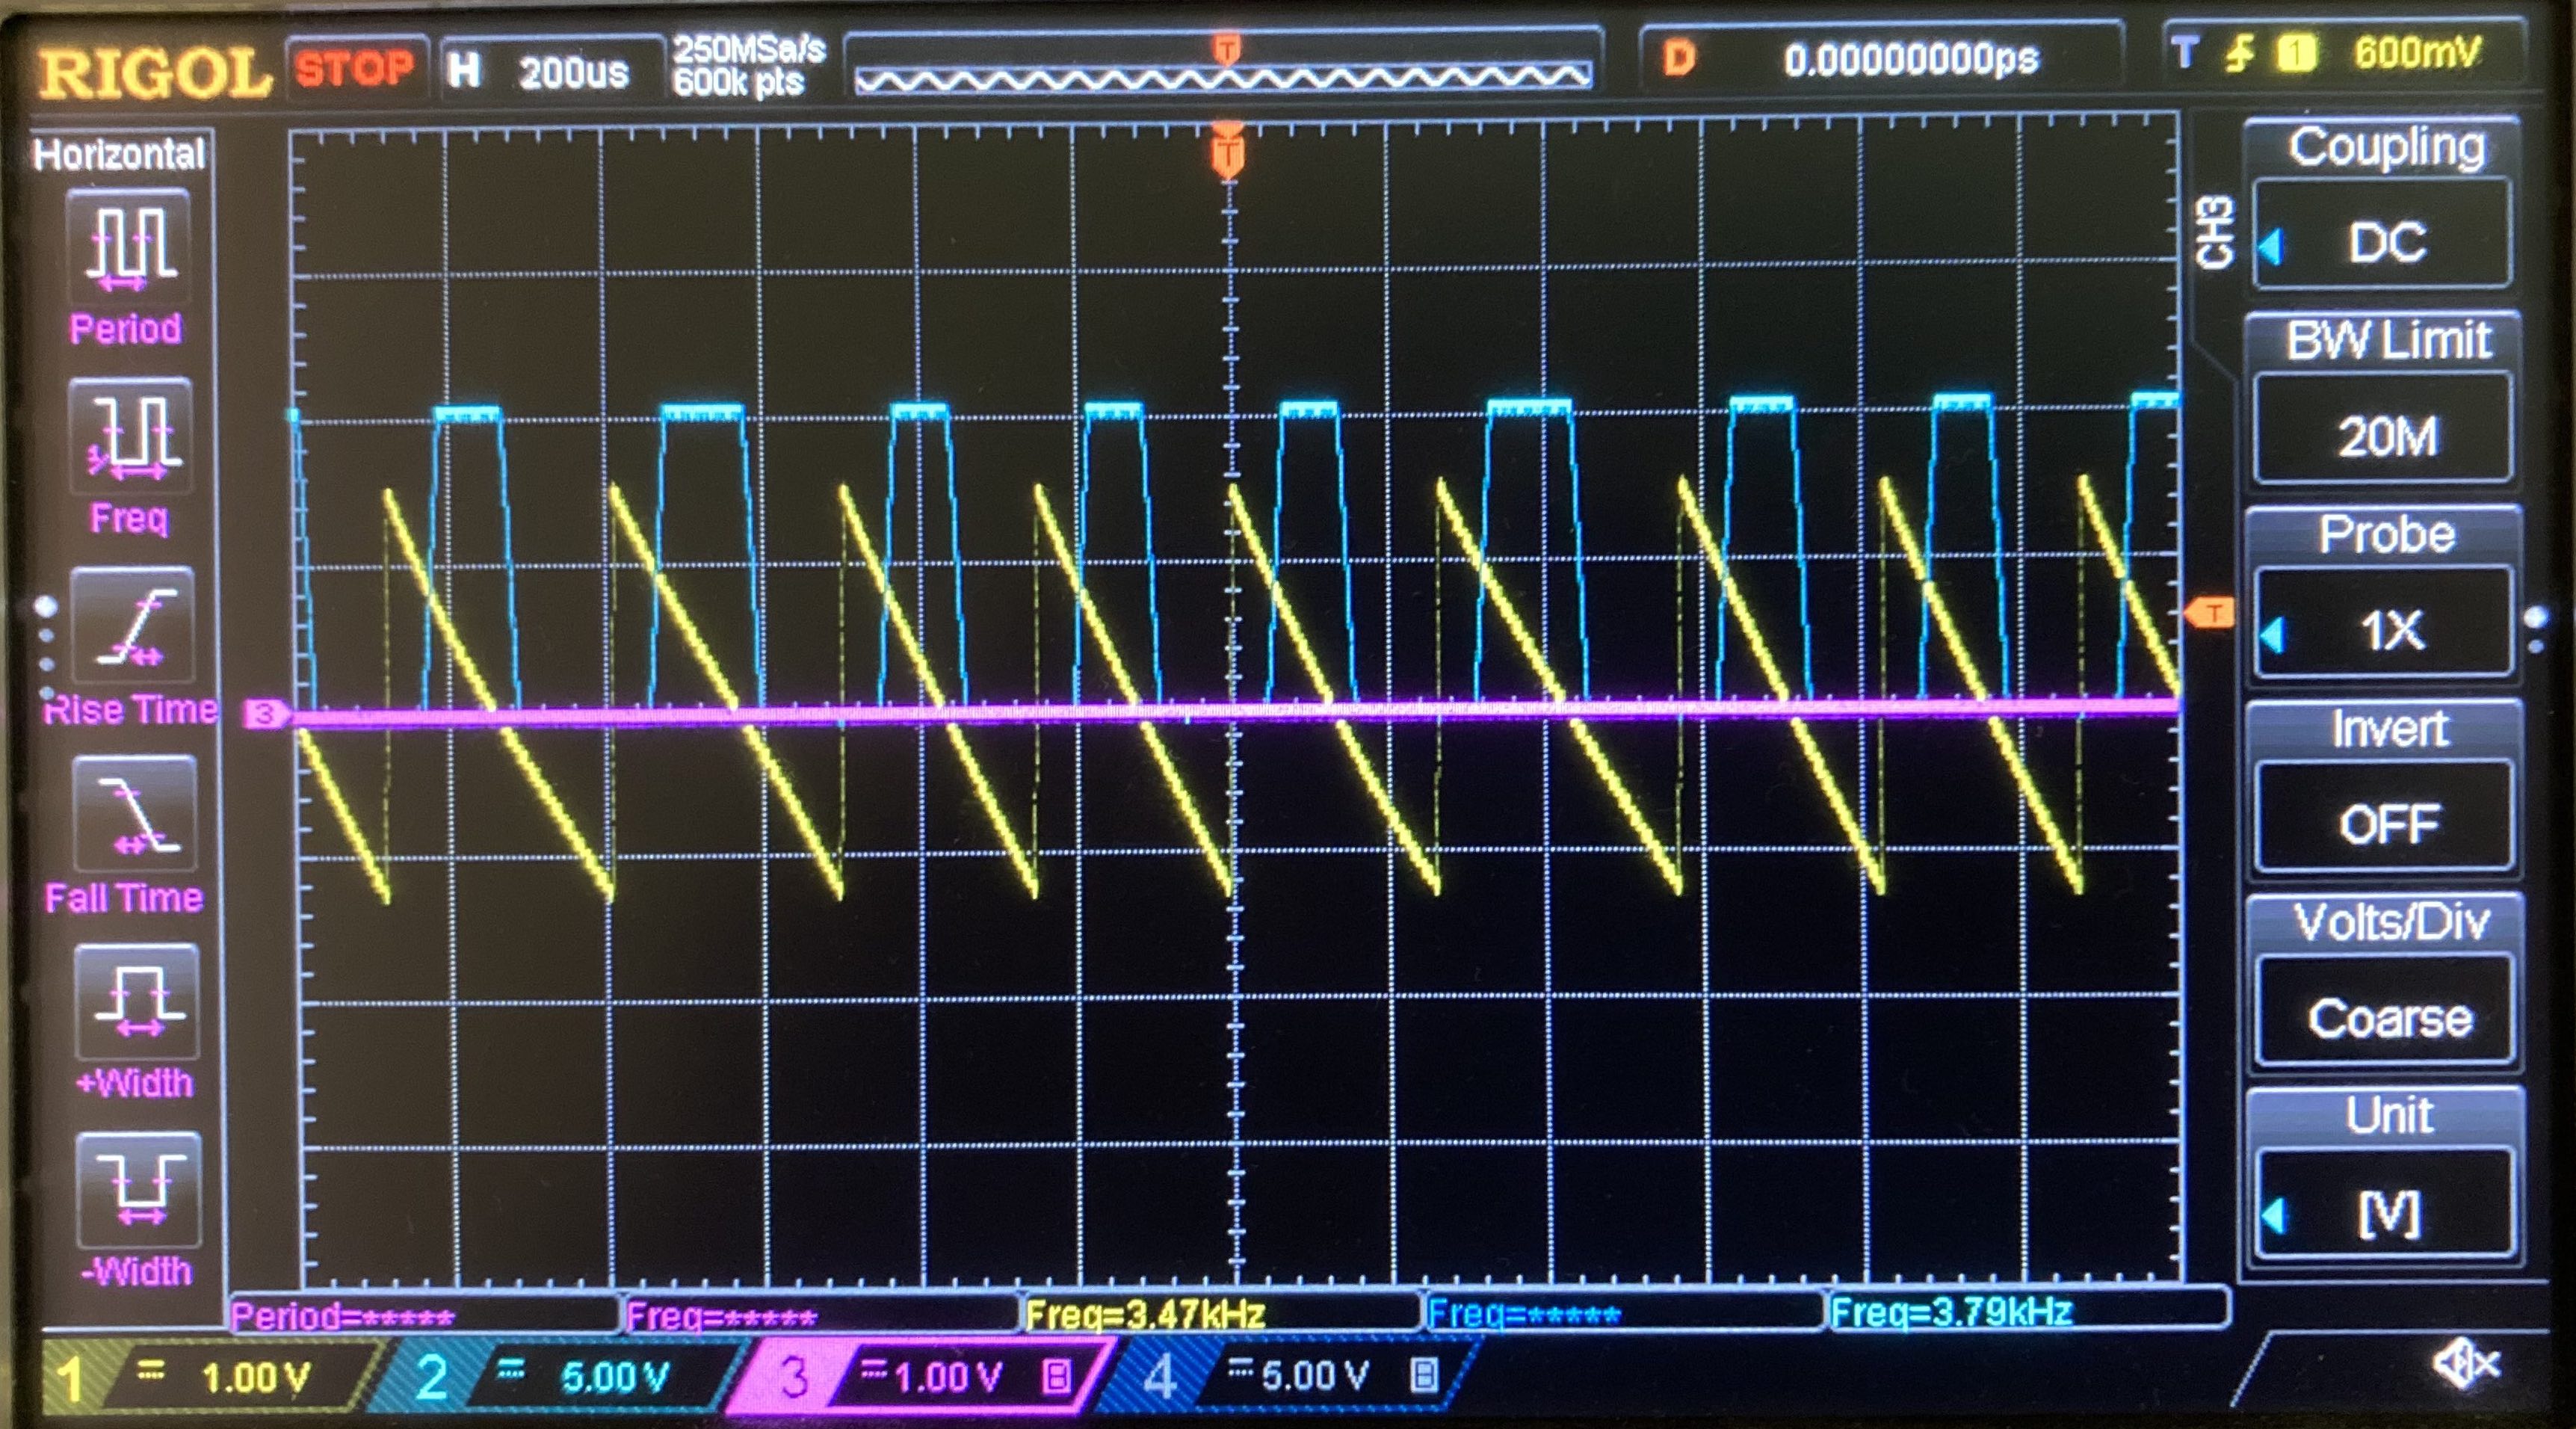 RIGOL STOP H 200us 250MSa/s D 0.00000000ps T 1 600mV
600k pts
T
Horizontal
Period
Freq
Rise Time
Fall Time
+Width
-Width
T
3
T
CH3
Coupling
DC
BW Limit
20M
Probe
1X
Invert
OFF
Volts/Div
Coarse
Unit
[V]
Period=***** Freq=***** Freq=3.47kHz Freq=***** Freq=3.79kHz
1 1.00 V 2 5.00 V 3 1.00 V B 4 5.00 V B